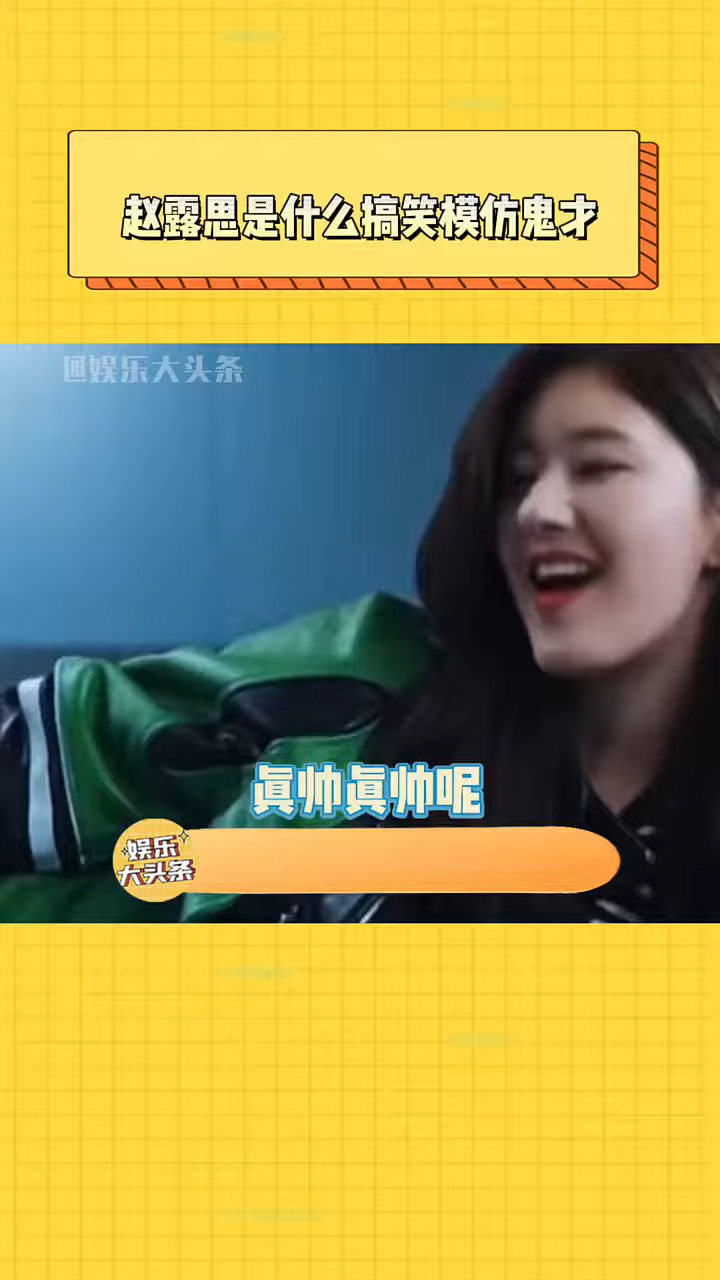 赵露思是什么搞笑模仿鬼才
娱乐大头条
真帅真帅呢
娱乐
大头条